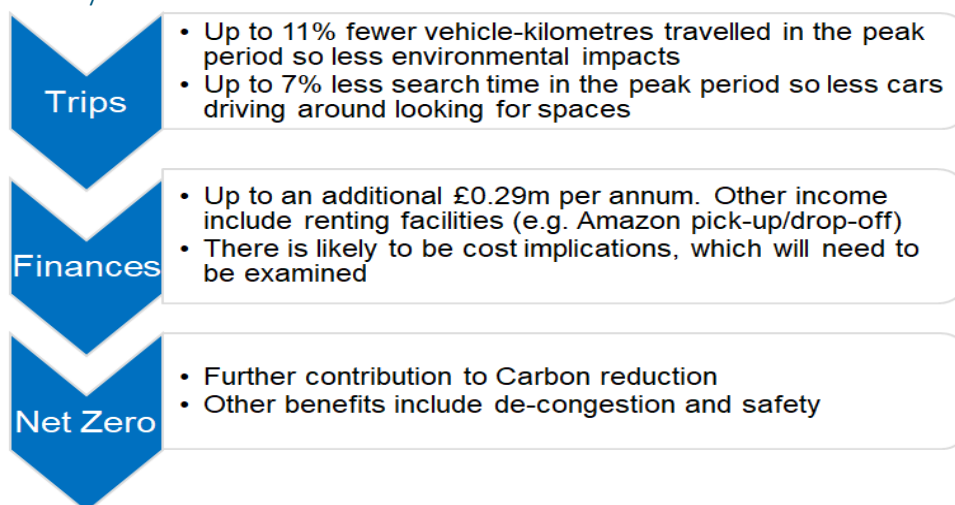 Trips
• Up to 11% fewer vehicle-kilometres travelled in the peak
period so less environmental impacts
• Up to 7% less search time in the peak period so less cars
driving around looking for spaces
Finances
• Up to an additional £0.29m per annum. Other income
include renting facilities (e.g. Amazon pick-up/drop-off)
• There is likely to be cost implications, which will need to
be examined
Net Zero
• Further contribution to Carbon reduction
• Other benefits include de-congestion and safety